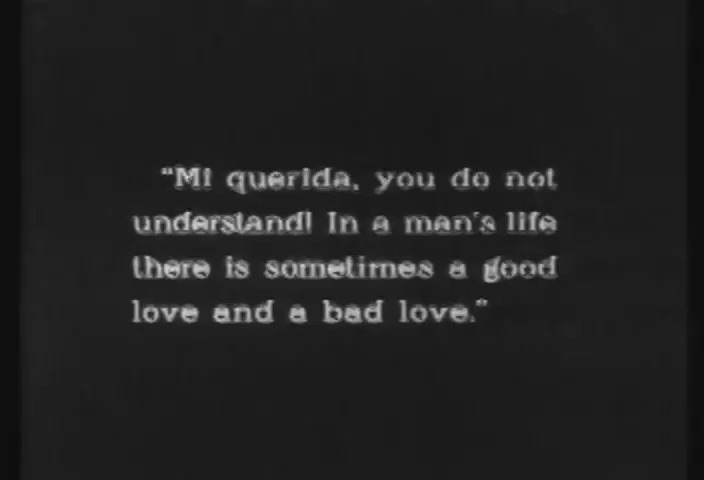 "Mi querida, you do not
understand! In a man's life
there is sometimes a good
love and a bad love."